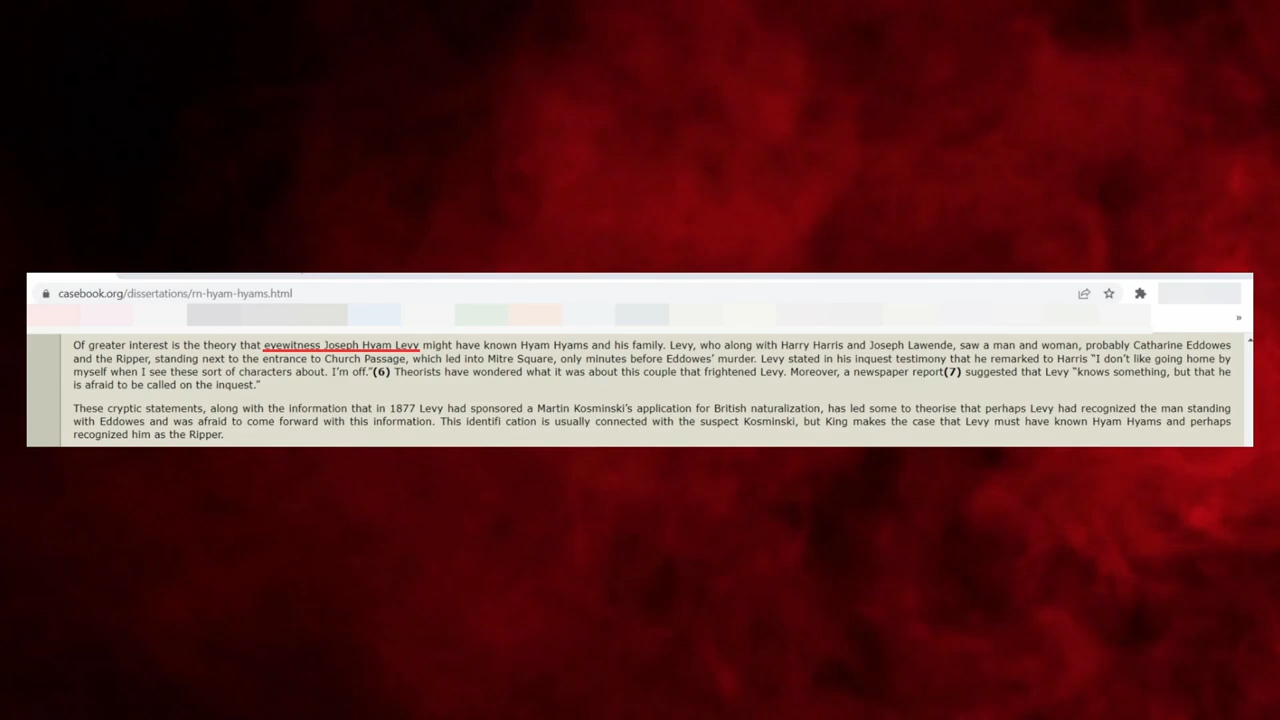 casebook.org/dissertations/rn-hyam-hyams.html
»
Of greater interest is the theory that eyewitness Joseph Hyam Levy might have known Hyam Hyams and his family. Levy, who along with Harry Harris and Joseph Lawende, saw a man and woman, probably Catharine Eddowes
and the Ripper, standing next to the entrance to Church Passage, which led into Mitre Square, only minutes before Eddowes’ murder. Levy stated in his inquest testimony that he remarked to Harris “I don’t like going home by
myself when I see these sort of characters about. I’m off.”(6) Theorists have wondered what it was about this couple that frightened Levy. Moreover, a newspaper report(7) suggested that Levy “knows something, but that he
is afraid to be called on the inquest.”
These cryptic statements, along with the information that in 1877 Levy had sponsored a Martin Kosminski’s application for British naturalization, has led some to theorise that perhaps Levy had recognized the man standing
with Eddowes and was afraid to come forward with this information. This identifi cation is usually connected with the suspect Kosminski, but King makes the case that Levy must have known Hyam Hyams and perhaps
recognized him as the Ripper.